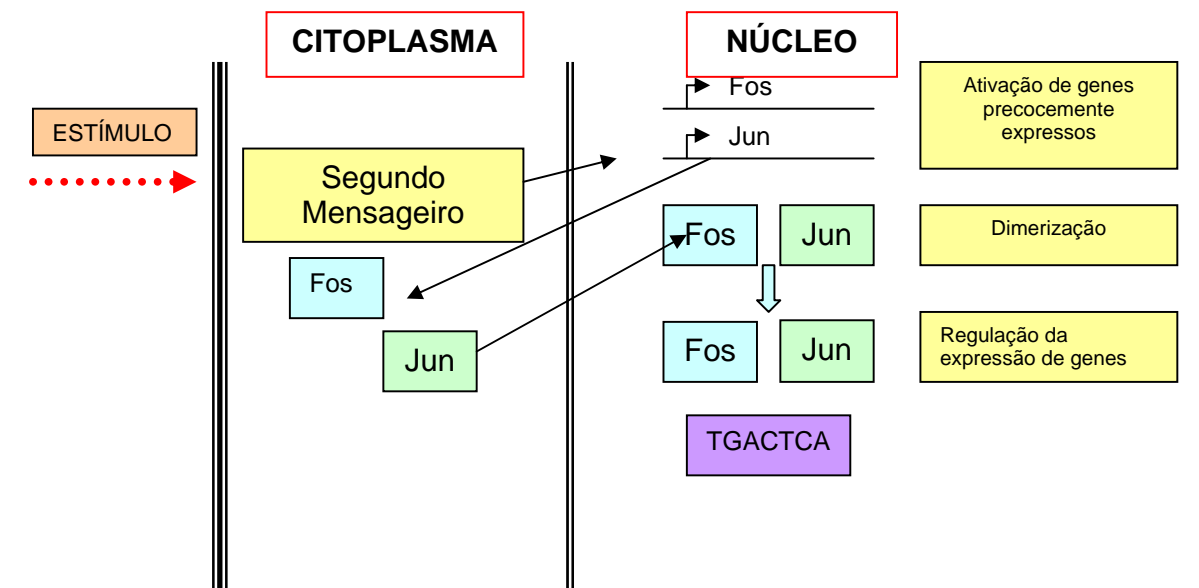 CITOPLASMA
NÚCLEO
ESTÍMULO
Fos
Jun
Ativação de genes
precocemente
expressos
Segundo
Mensageiro
Fos
Jun
Dimerização
Fos
Jun
Fos
Jun
Regulação da
expressão de genes
TGACTCA